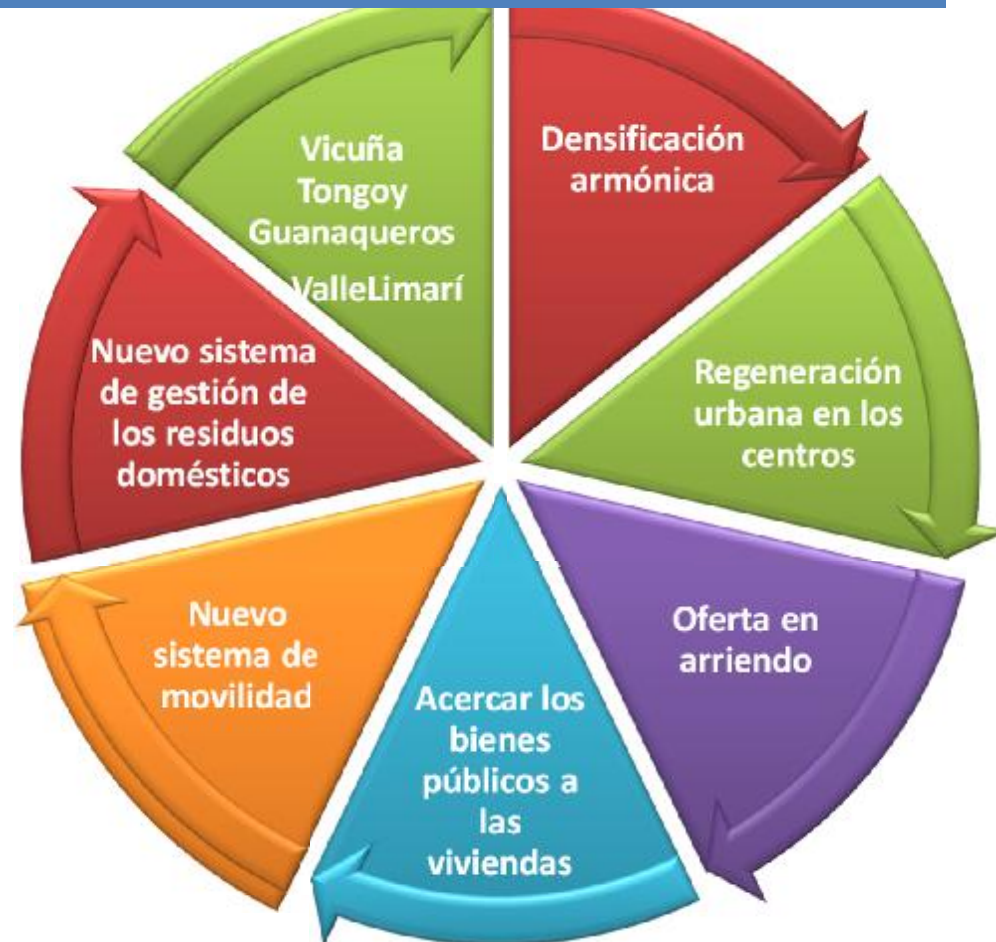 Densificación
armónica
Regeneración
urbana en los
centros
Oferta en
arriendo
Acercar los
bienes
públicos a
las
viviendas
Nuevo
sistema de
movilidad
Nuevo sistema
de gestión de
los residuos
domésticos
Vicuña
Tongoy
Guanaqueros
ValleLimarí